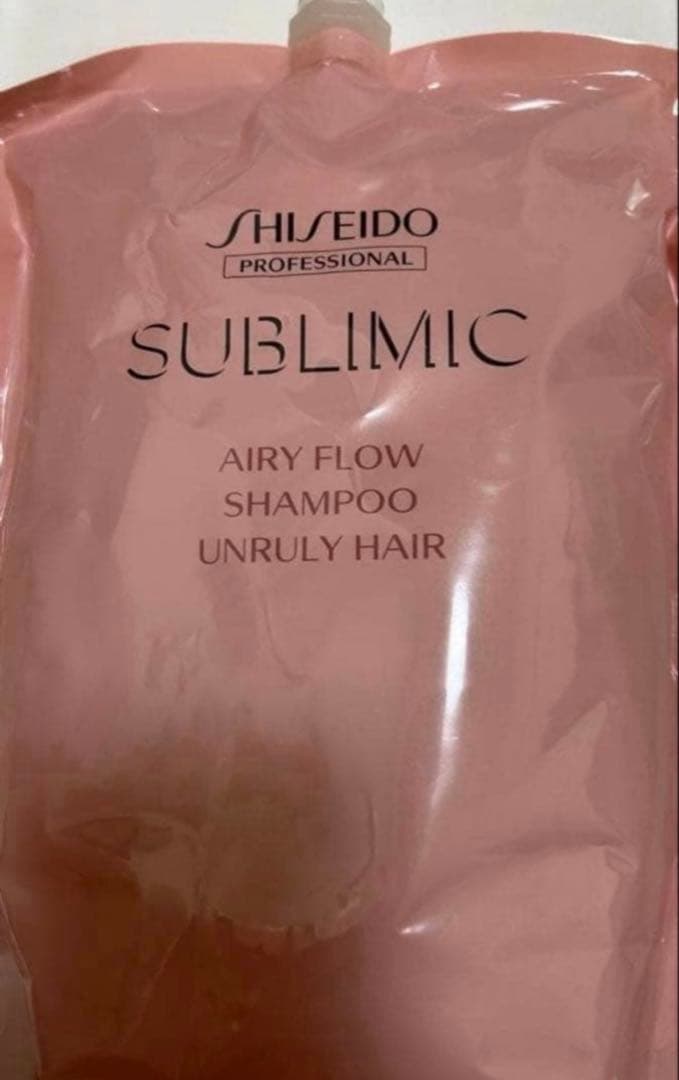 SHISEIDO
PROFESSIONAL
SUBLIMIC
AIRY FLOW
SHAMPOO
UNRULY HAIR